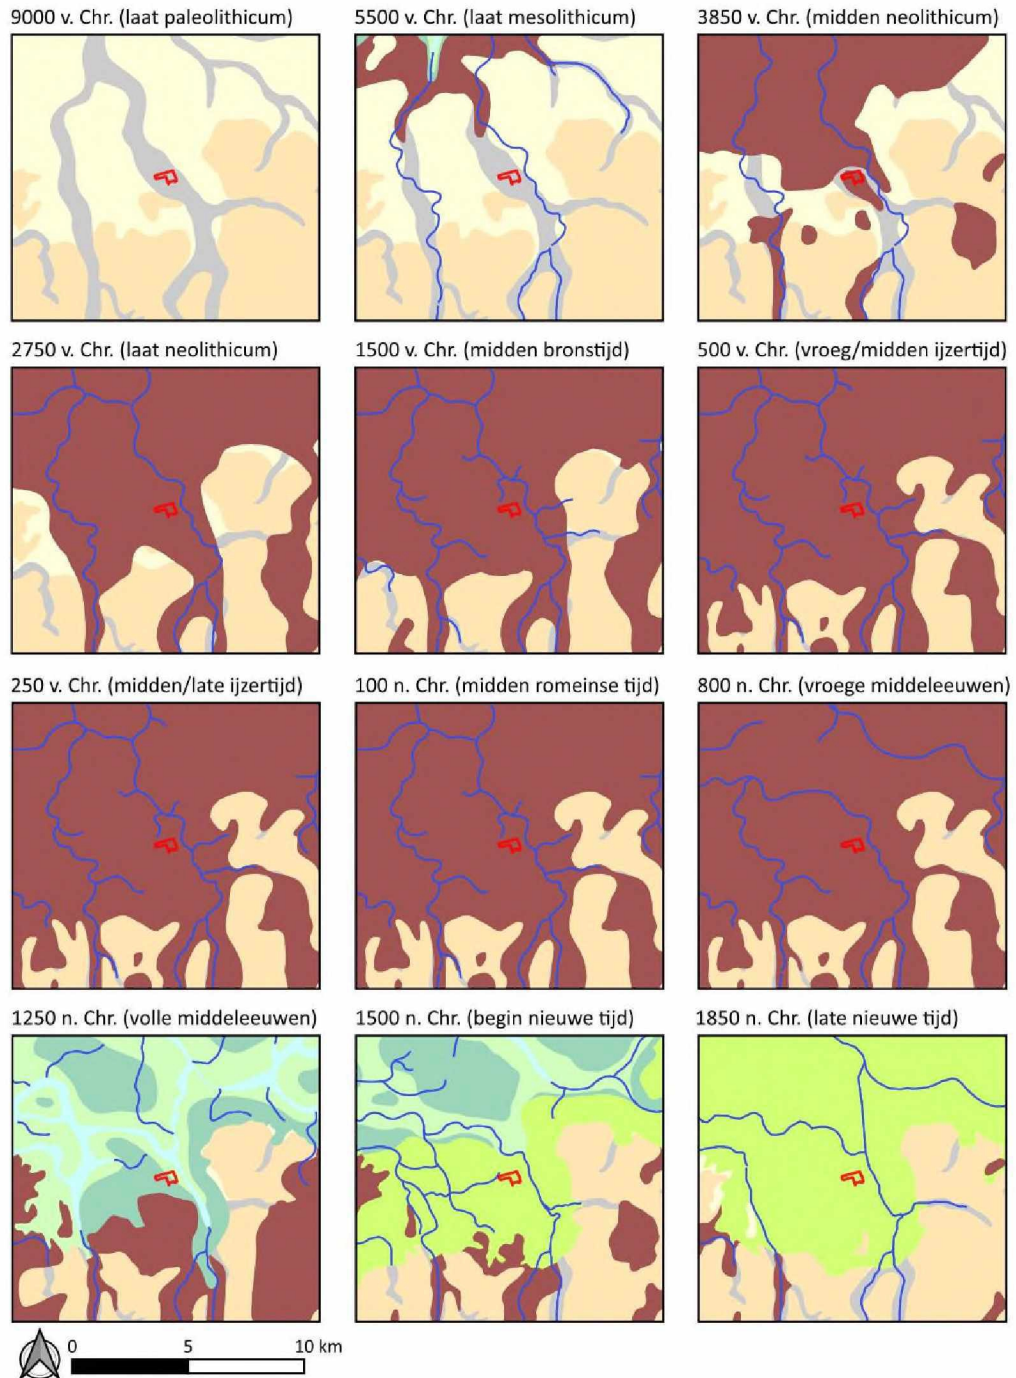 9000 v. Chr. (laat paleolithicum)
5500 v. Chr. (laat mesolithicum)
3850 v. Chr. (midden neolithicum)
2750 v. Chr. (laat neolithicum)
1500 v. Chr. (midden bronstijd)
500 v. Chr. (vroeg/midden ijzertijd)
250 v. Chr. (midden/late ijzertijd)
100 n. Chr. (midden romeinse tijd)
800 n. Chr. (vroege middeleeuwen)
1250 n. Chr. (volle middeleeuwen)
1500 n. Chr. (begin nieuwe tijd)
1850 n. Chr. (late nieuwe tijd)
0 5 10 km